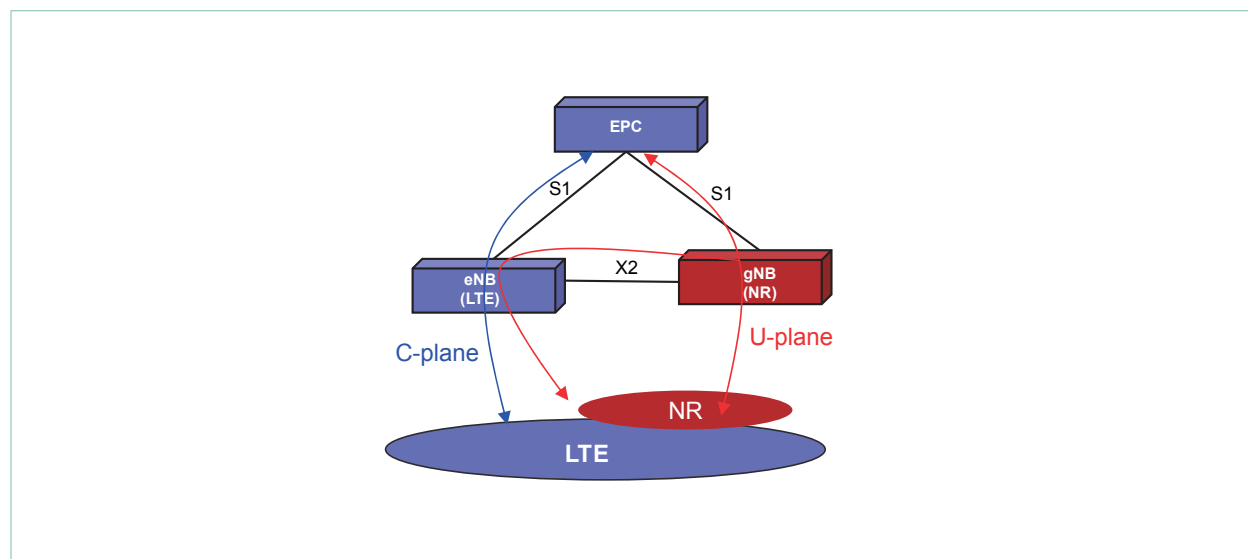 EPC
S1
S1
X2
eNB
(LTE)
gNB
(NR)
C-plane
U-plane
NR
LTE